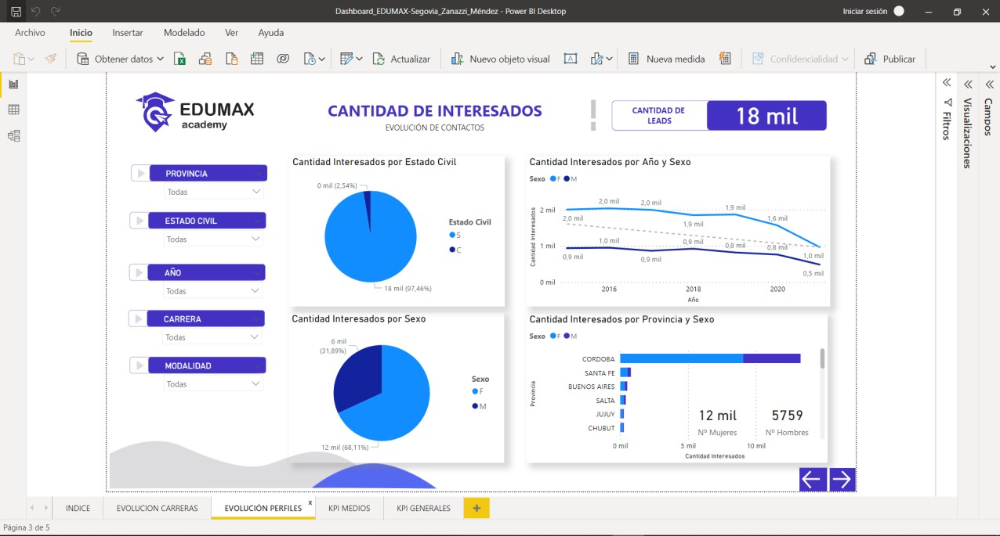 Dashboard_EDUMAX-Segovia_Zanazzi_Méndez - Power BI Desktop
Iniciar sesión
Archivo
Inicio
Insertar
Modelado
Ver
Ayuda
Obtener datos
Actualizar
Nuevo objeto visual
Nueva medida
Confidencialidad
Publicar
EDUMAX
academy
CANTIDAD DE INTERESADOS
EVOLUCIÓN DE CONTACTOS
CANTIDAD DE
LEADS
18 mil
Filtros
Visualizaciones
Campos
PROVINCIA
Todas
ESTADO CIVIL
Todas
AÑO
Todas
CARRERA
Todas
MODALIDAD
Todas
Cantidad Interesados por Estado Civil
0 mil (2,54%)
Estado Civil
S
C
18 mil (97,46%)
Cantidad Interesados por Año y Sexo
Sexo F M
Cantidad Interesados
2 mil
1 mil
0 mil
2,0 mil
2,0 mil
2,0 mil
1,9 mil
1,9 mil
1,6 mil
1,0 mil
0,9 mil
1,0 mil
0,9 mil
0,9 mil
0,8 mil
0,8 mil
0,5 mil
2016
2018
2020
Año
Cantidad Interesados por Sexo
6 mil
(31,89%)
Sexo
F
M
12 mil (68,11%)
Cantidad Interesados por Provincia y Sexo
Sexo F M
Provincia
CORDOBA
SANTA FE
BUENOS AIRES
SALTA
JUJUY
CHUBUT
12 mil
Nº Mujeres
5759
Nº Hombres
0 mil
5 mil
10 mil
Cantidad Interesados
INDICE
EVOLUCION CARRERAS
EVOLUCIÓN PERFILES
x
KPI MEDIOS
KPI GENERALES
+
Página 3 de 5